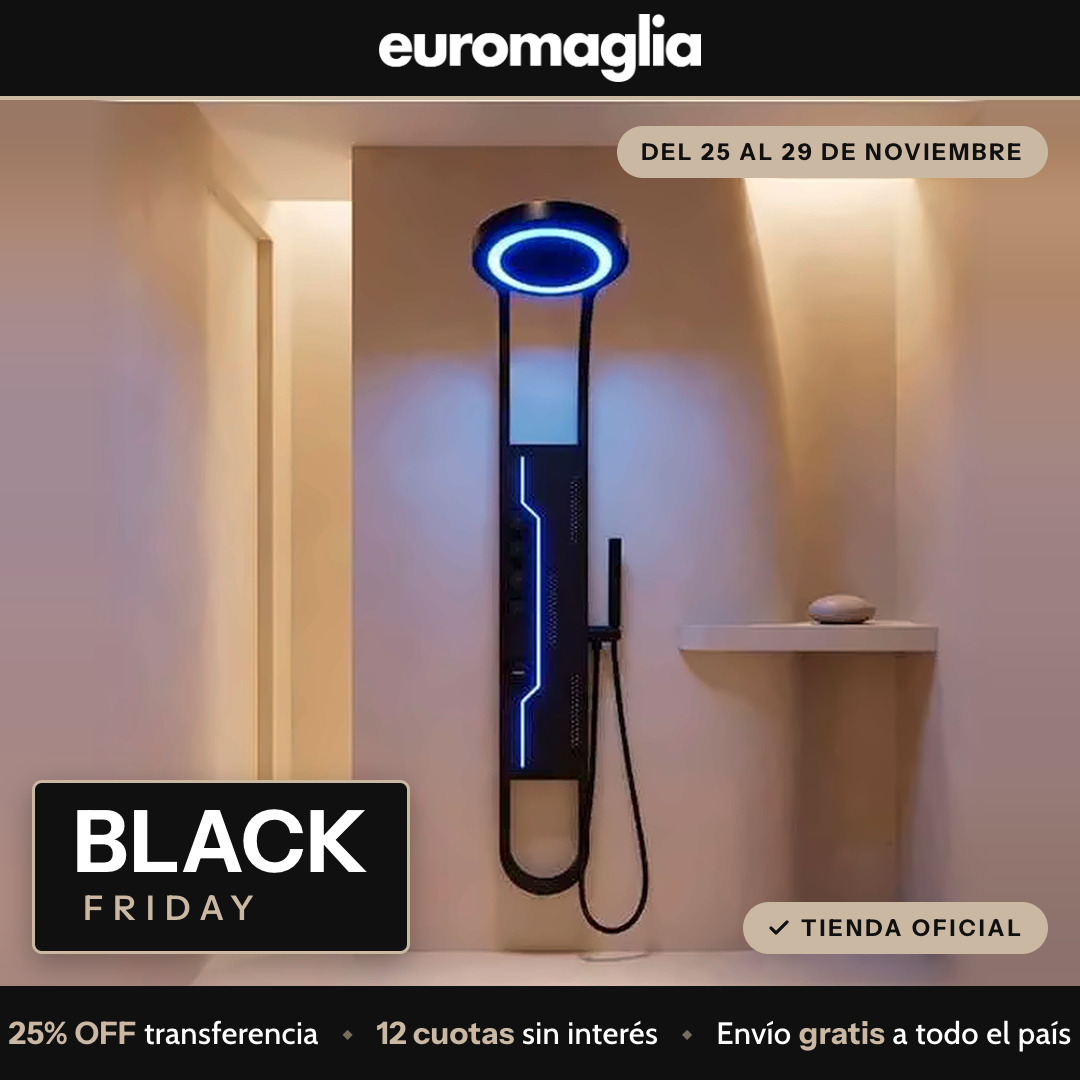 euromaglia
DEL 25 AL 29 DE NOVIEMBRE
BLACK
FRIDAY
✓ TIENDA OFICIAL
25% OFF transferencia ◆ 12 cuotas sin interés ◆ Envío gratis a todo el país